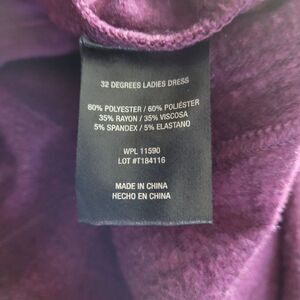 32 DEGREES LADIES DRESS
60% POLYESTER / 60% POLIÉSTER
35% RAYON / 35% VISCOSA
5% SPANDEX / 5% ELASTANO
WPL 11590
LOT #T184116
MADE IN CHINA
HECHO EN CHINA